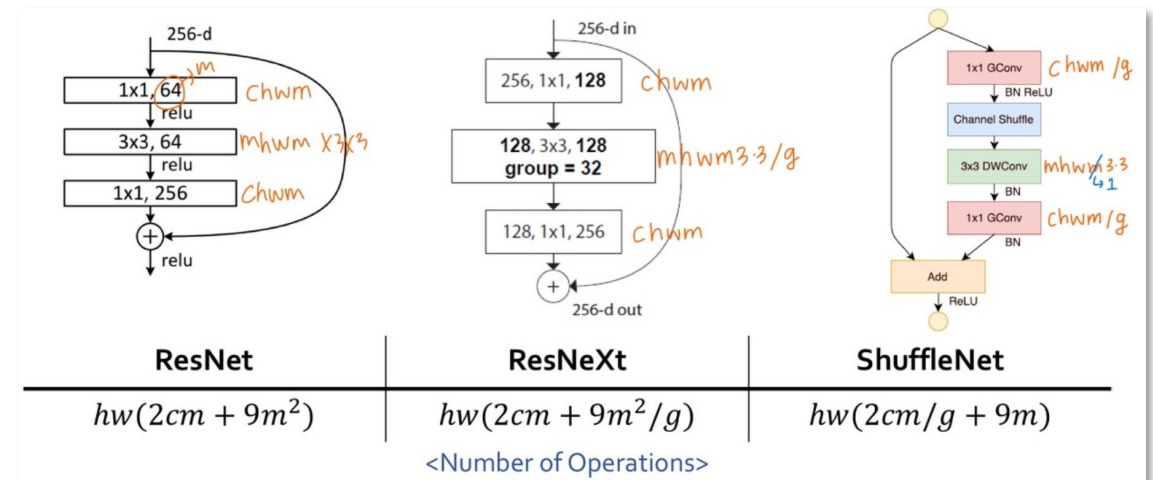 256-d
1x1, 64 → m
chwm
relu
3x3, 64
mhwm x3x3
relu
1x1, 256
chwm
+
relu
256-d in
256, 1x1, 128
chwm
128, 3x3, 128
group = 32
mhwm3·3/g
128, 1x1, 256
chwm
+
256-d out
1x1 GConv
chwm/g
BN ReLU
Channel Shuffle
3x3 DWConv
mhwm3·3
↳1
BN
1x1 GConv
chwm/g
BN
Add
ReLU
ResNet
ResNeXt
ShuffleNet
hw(2cm + 9m²)
hw(2cm + 9m²/g)
hw(2cm/g + 9m)
<Number of Operations>